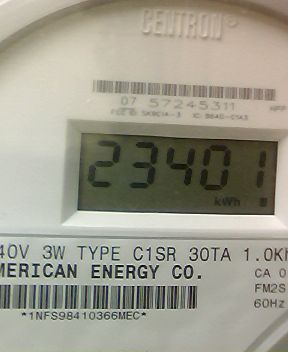 CENTRON®
07 57245311
23401
kWh
40V 3W TYPE C1SR 30TA 1.0Kh
MERICAN ENERGY CO.
CA 0
FM2S
60Hz
*1NFS98410366MEC*